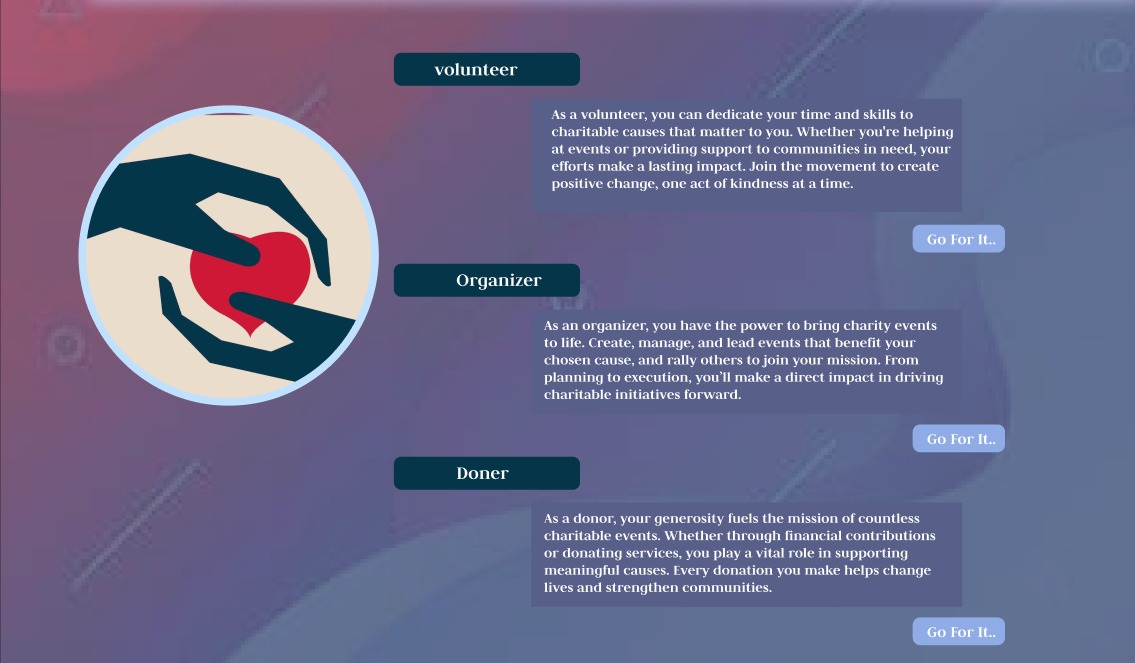 volunteer
As a volunteer, you can dedicate your time and skills to
charitable causes that matter to you. Whether you're helping
at events or providing support to communities in need, your
efforts make a lasting impact. Join the movement to create
positive change, one act of kindness at a time.
Go For It..
Organizer
As an organizer, you have the power to bring charity events
to life. Create, manage, and lead events that benefit your
chosen cause, and rally others to join your mission. From
planning to execution, you’ll make a direct impact in driving
charitable initiatives forward.
Go For It..
Doner
As a donor, your generosity fuels the mission of countless
charitable events. Whether through financial contributions
or donating services, you play a vital role in supporting
meaningful causes. Every donation you make helps change
lives and strengthen communities.
Go For It..